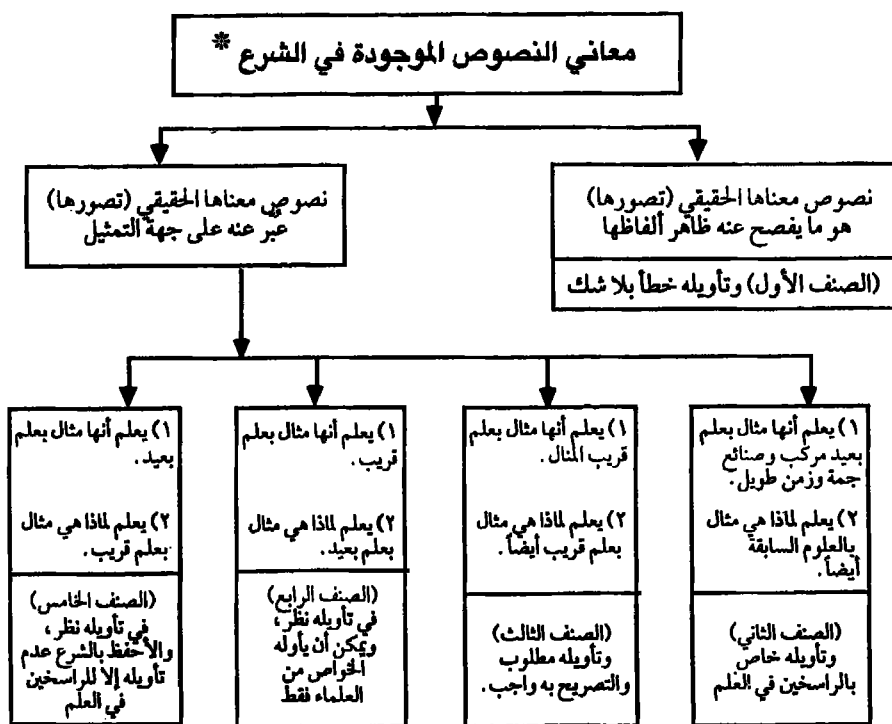 معاني النصوص الموجودة في الشرع *
نصوص معناها الحقيقي (تصورها)
هو ما يفصح عنه ظاهر ألفاظها
(الصنف الأول) وتأويله خطأ بلا شك
نصوص معناها الحقيقي (تصورها)
عبّر عنه على جهة التمثيل
١) يعلم أنها مثال بعلم
بعيد مركب وصنائع
جمة وزمن طويل.
٢) يعلم لماذا هي مثال
بالعلوم السابقة
أيضاً.
(الصنف الثاني)
وتأويله خاص
بالراسخين في العلم
١) يعلم أنها مثال بعلم
قريب المنال.
٢) يعلم لماذا هي مثال
بعلم قريب أيضاً.
(الصنف الثالث)
وتأويله مطلوب
والتصريح به واجب.
١) يعلم أنها مثال بعلم
قريب.
٢) يعلم لماذا هي مثال
بعلم بعيد.
(الصنف الرابع)
في تأويله نظر،
ويمكن أن يأوله
الخواص من
العلماء فقط
١) يعلم أنها مثال بعلم
بعيد.
٢) يعلم لماذا هي مثال
بعلم قريب.
(الصنف الخامس)
في تأويله نظر،
والأحفظ بالشرع عدم
تأويله إلا للراسخين
في العلم